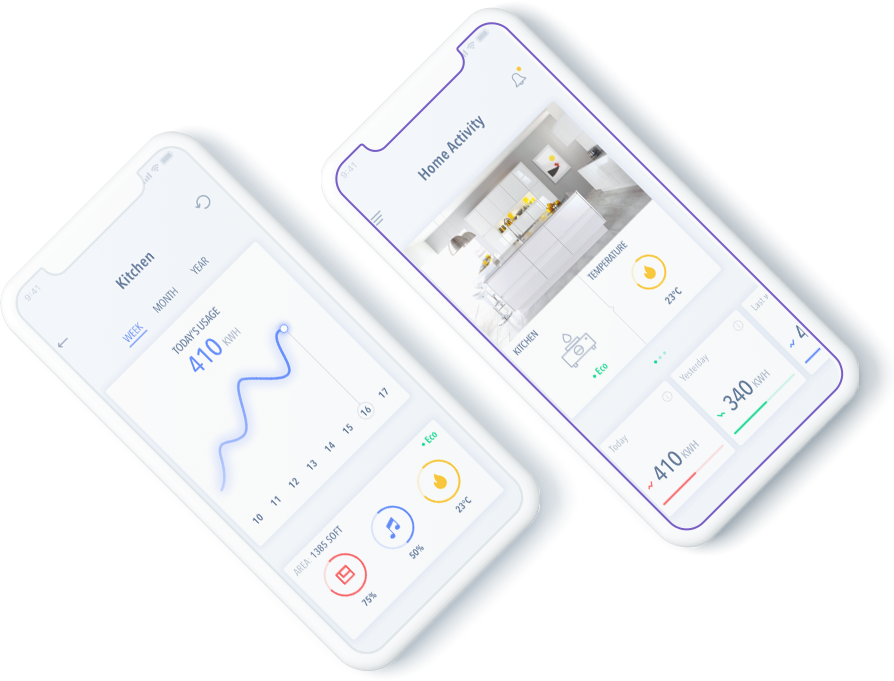 9:41
Kitchen
WEEK MONTH YEAR
TODAY'S USAGE
410 KWH
10 11 12 13 14 15 16 17
AREA: 1385 SOFT
• Eco
75% 50% 23°C
9:41
Home Activity
KITCHEN
• Eco
TEMPERATURE
23°C
Today
410 KWH
Yesterday
340 KWH
Last
4